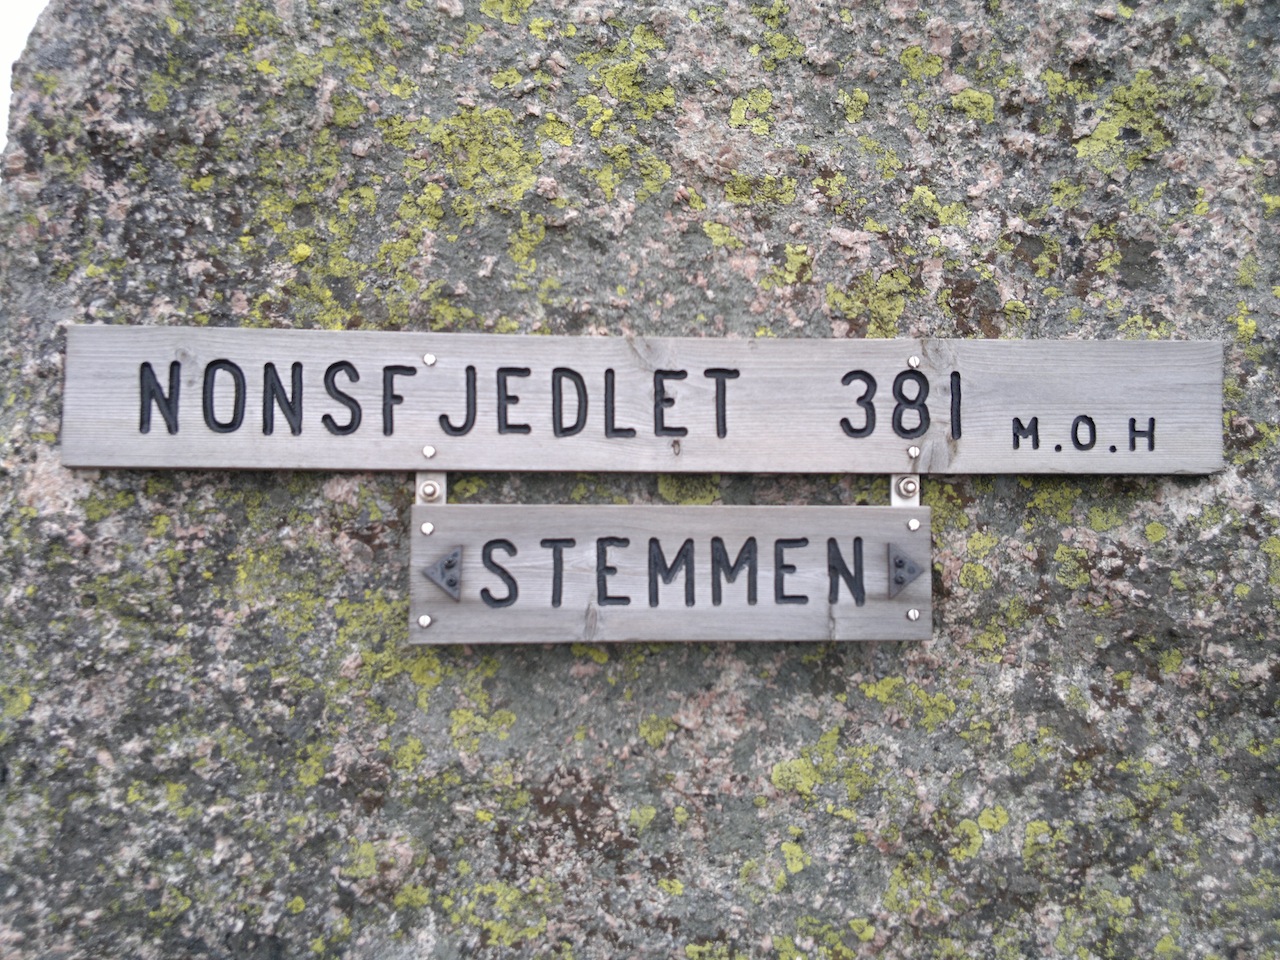 NONSFJEDLET 381 M.O.H
STEMMEN